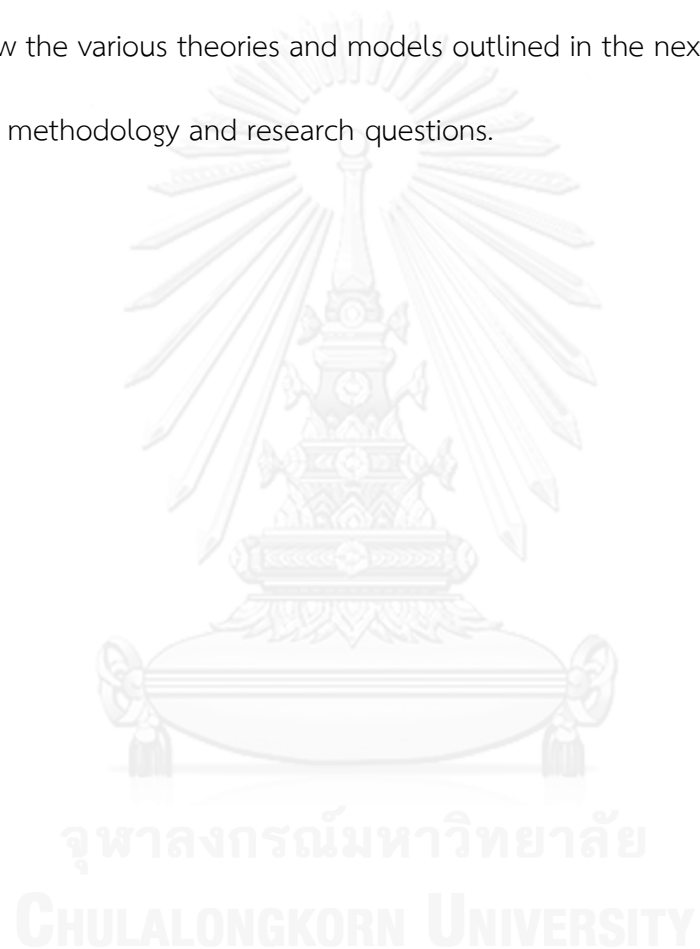 the various theories and models outlined in the
methodology and research questions.
จุฬาลงกรณ์มหาวิทยาลัย
CHULALONGKORN UNIVERSITY